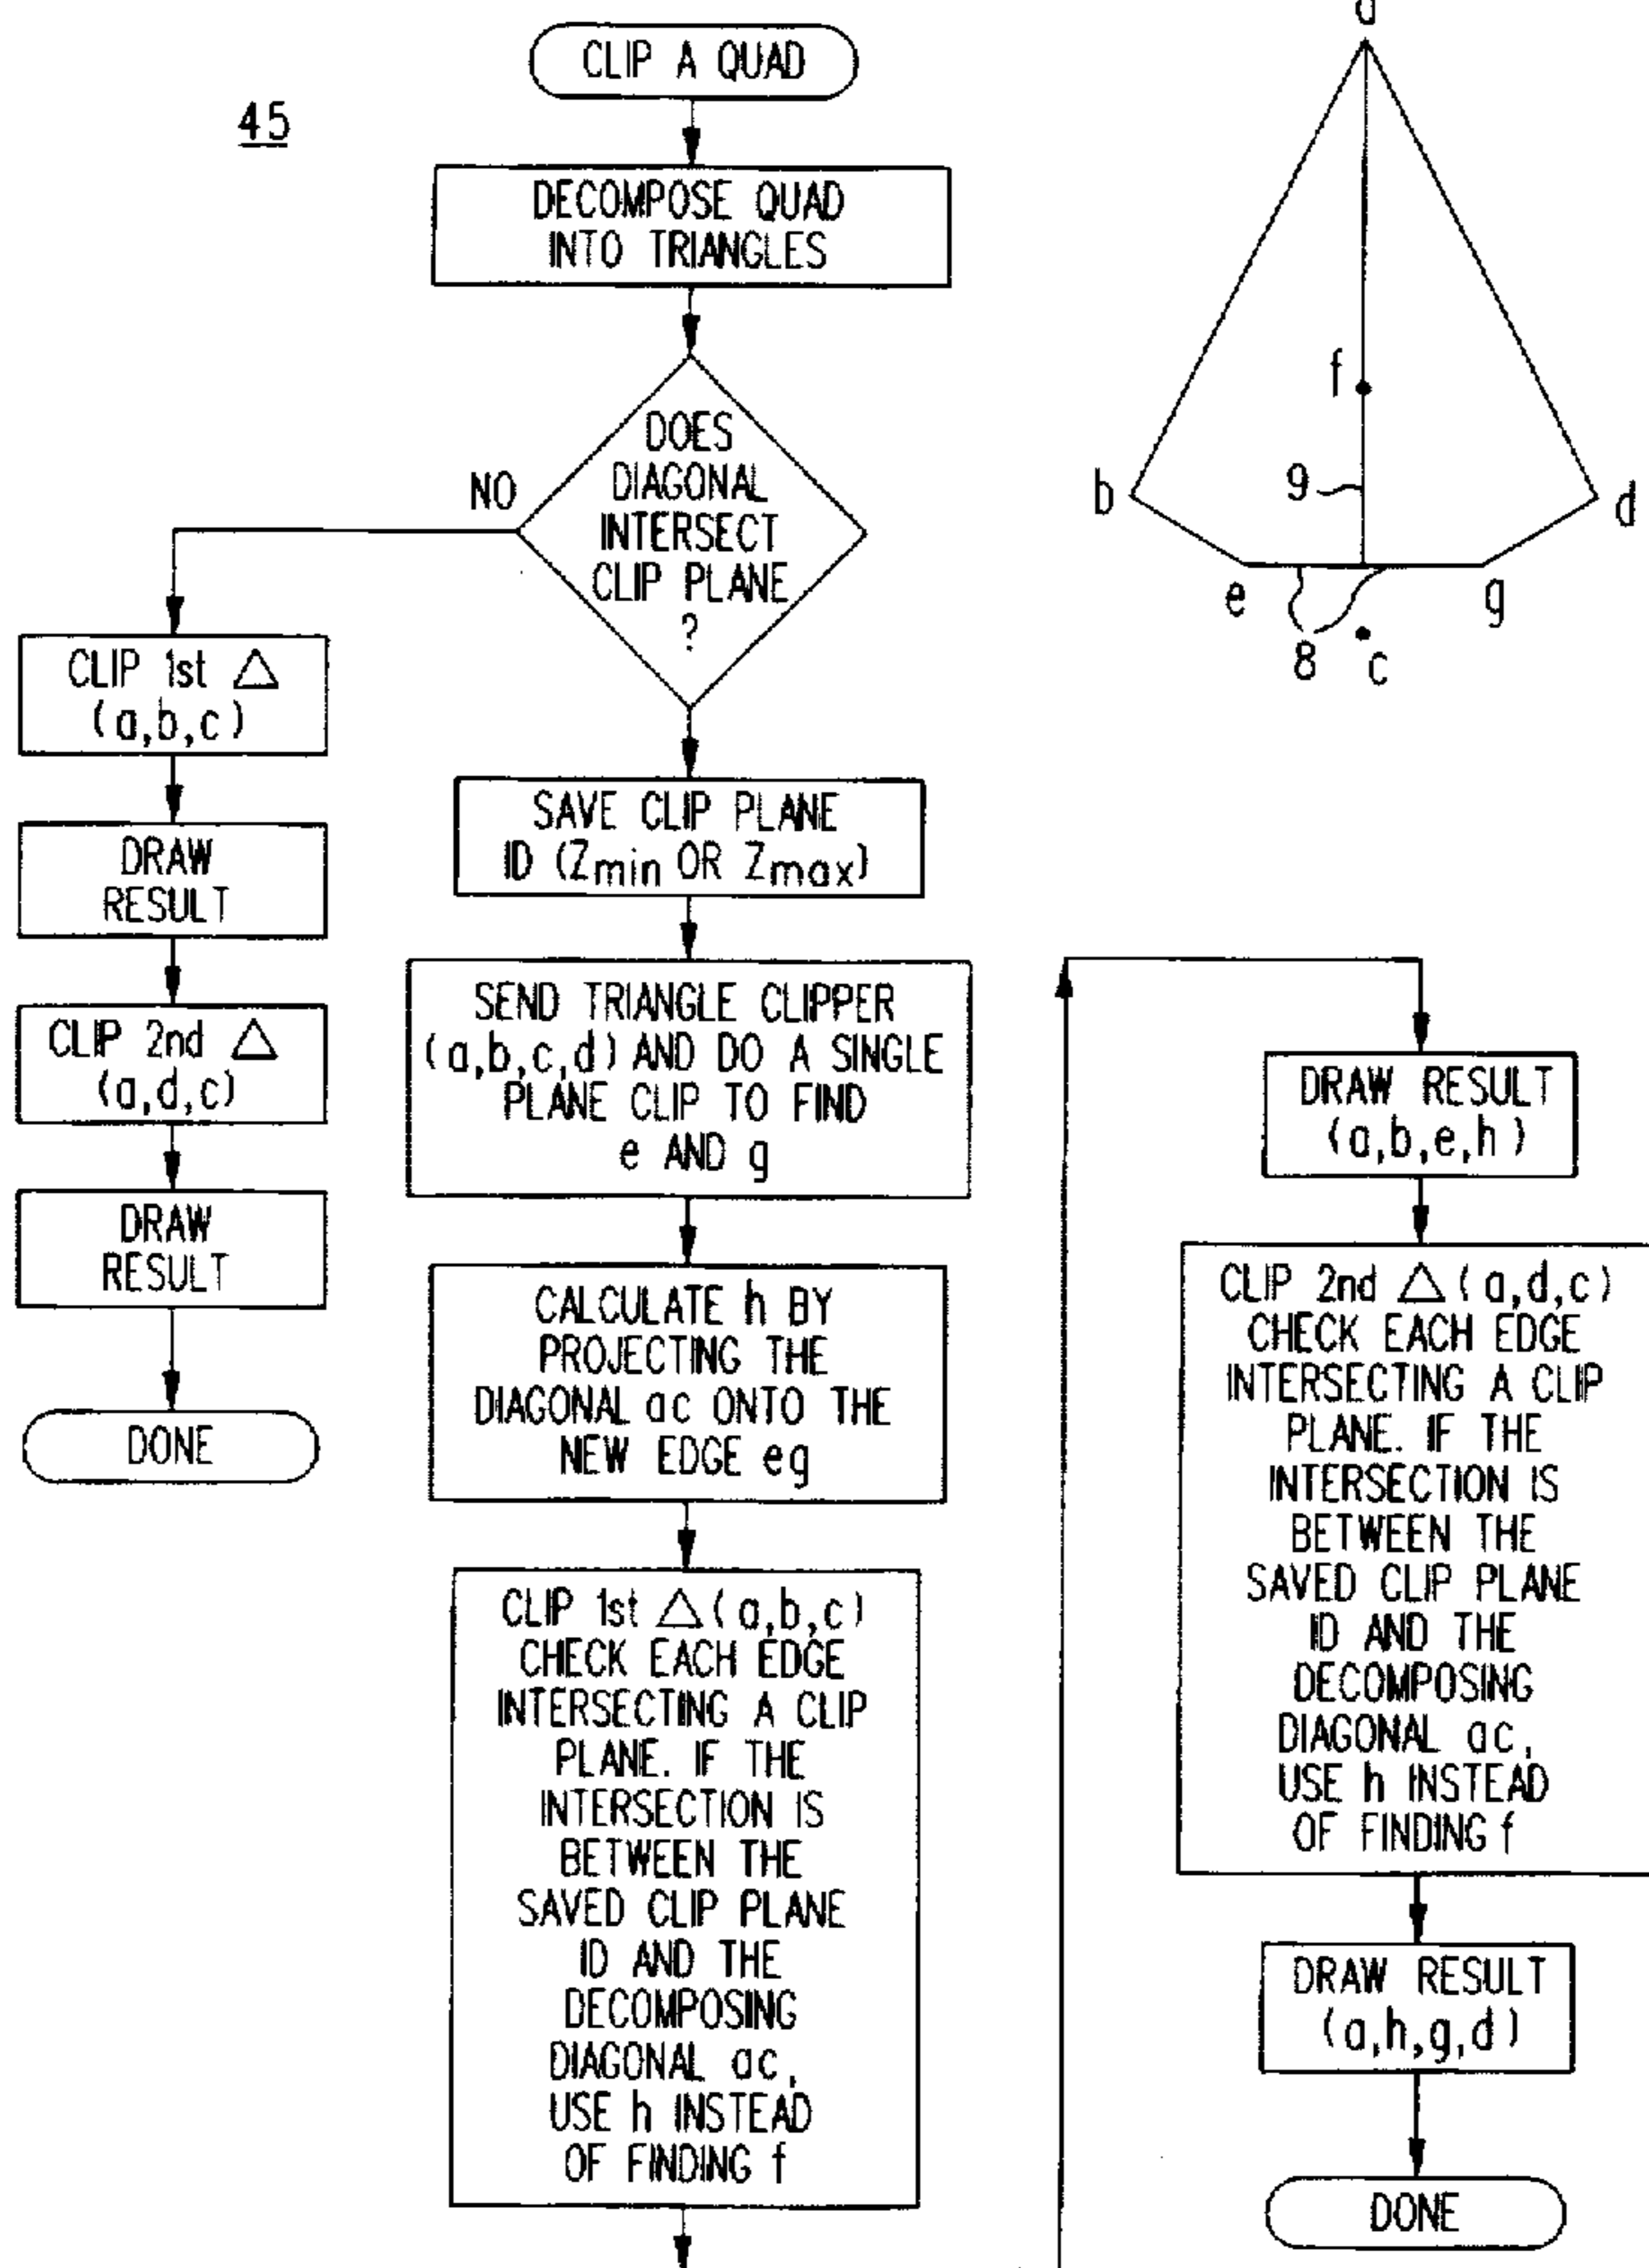 45
CLIP A QUAD
DECOMPOSE QUAD
INTO TRIANGLES
DOES
DIAGONAL
INTERSECT
CLIP PLANE
?
NO
CLIP 1st △
(a,b,c)
DRAW
RESULT
CLIP 2nd △
(a,d,c)
DRAW
RESULT
DONE
SAVE CLIP PLANE
ID (Zmin OR Zmax)
SEND TRIANGLE CLIPPER
(a,b,c,d) AND DO A SINGLE
PLANE CLIP TO FIND
e AND g
CALCULATE h BY
PROJECTING THE
DIAGONAL ac ONTO THE
NEW EDGE eg
CLIP 1st △(a,b,c)
CHECK EACH EDGE
INTERSECTING A CLIP
PLANE. IF THE
INTERSECTION IS
BETWEEN THE
SAVED CLIP PLANE
ID AND THE
DECOMPOSING
DIAGONAL ac,
USE h INSTEAD
OF FINDING f
a
f
b
9
d
e
g
8
c
DRAW RESULT
(a,b,e,h)
CLIP 2nd △(a,d,c)
CHECK EACH EDGE
INTERSECTING A CLIP
PLANE. IF THE
INTERSECTION IS
BETWEEN THE
SAVED CLIP PLANE
ID AND THE
DECOMPOSING
DIAGONAL ac,
USE h INSTEAD
OF FINDING f
DRAW RESULT
(a,h,g,d)
DONE